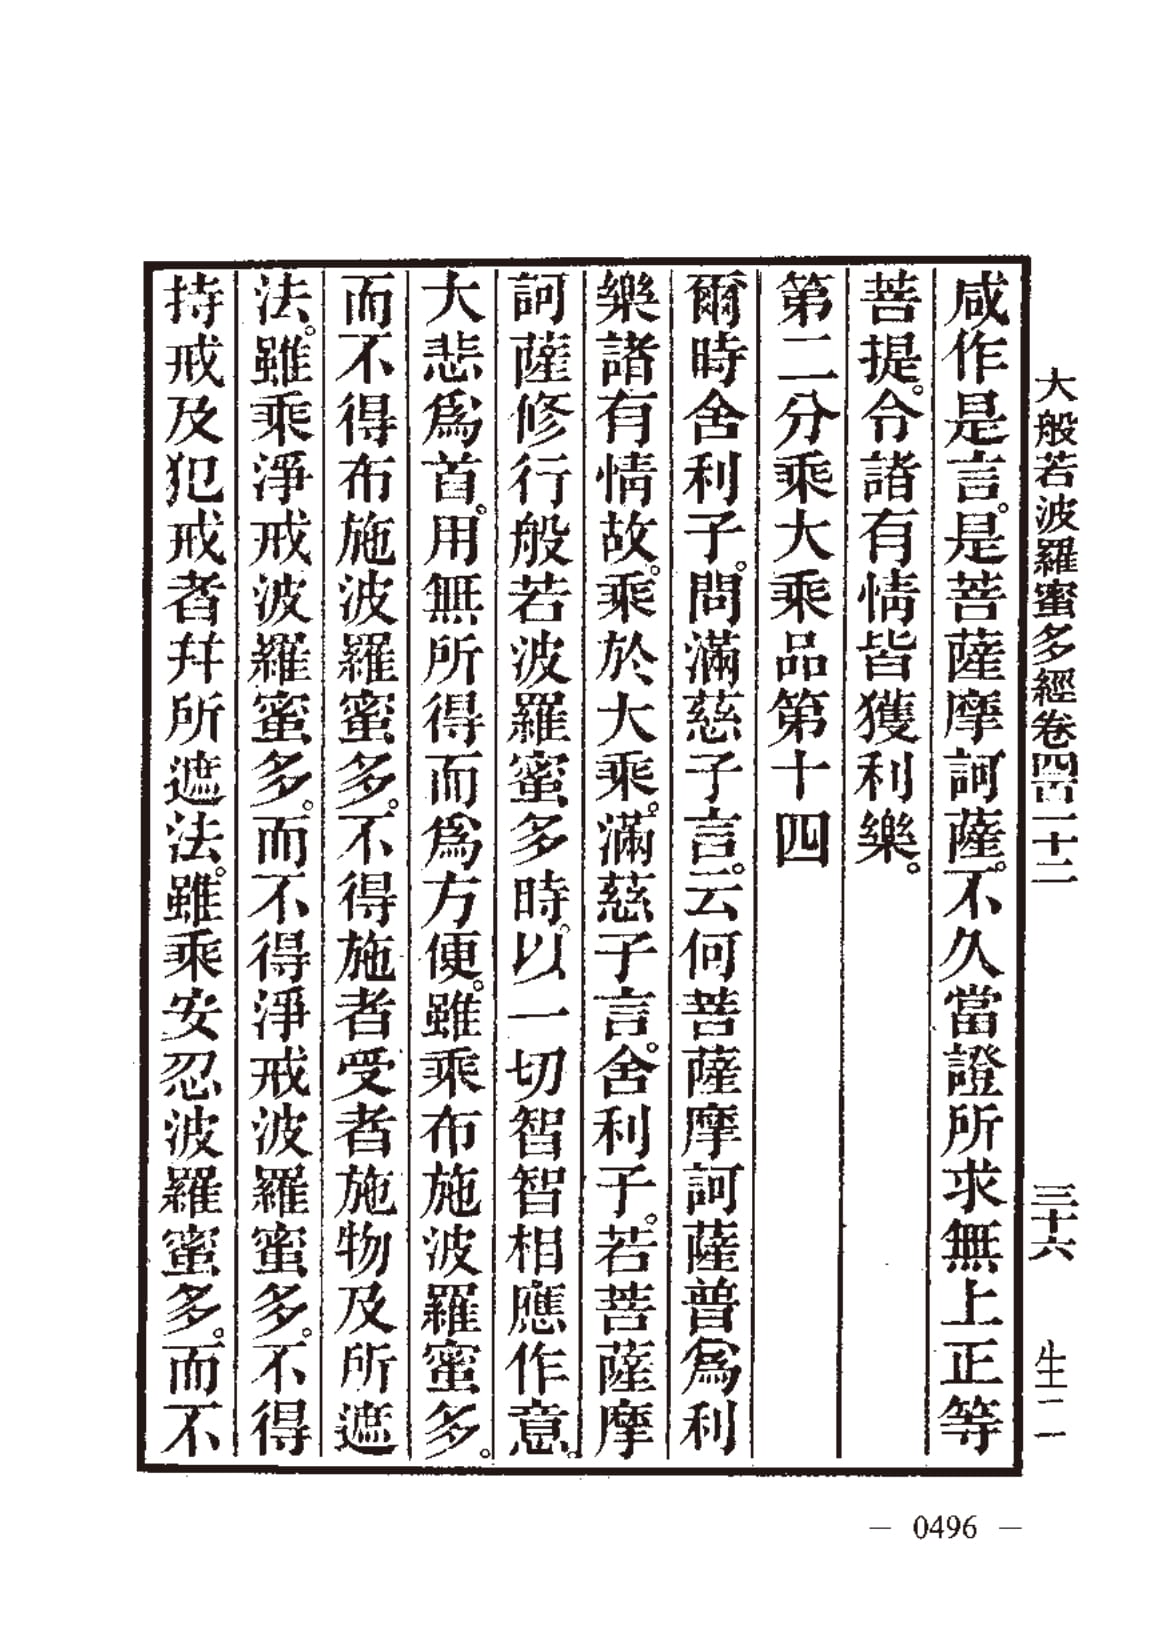 大般若波羅蜜多經卷四百一十二　三十六　生二
咸作是言。是菩薩摩訶薩。不久當證所求無上正等
菩提。令諸有情皆獲利樂。
第二分乘大乘品第十四
爾時舍利子。問滿慈子言。云何菩薩摩訶薩普爲利
樂諸有情故。乘於大乘。滿慈子言。舍利子。若菩薩摩
訶薩修行般若波羅蜜多時。以一切智智相應作意。
大悲爲首。用無所得而爲方便。雖乘布施波羅蜜多。
而不得布施波羅蜜多。不得施者受者施物及所遮
法。雖乘淨戒波羅蜜多。而不得淨戒波羅蜜多。不得
持戒及犯戒者幷所遮法。雖乘安忍波羅蜜多。而不
— 0496 —